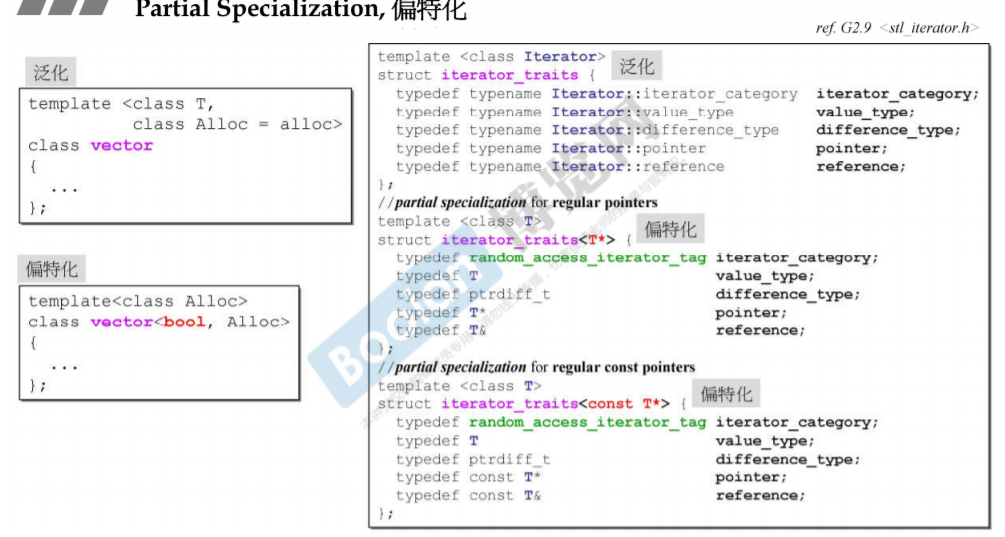 Partial Specialization, 偏特化
ref. G2.9 <stl_iterator.h>
泛化
template <class T,
class Alloc = alloc>
class vector
{
...
};
偏特化
template<class Alloc>
class vector<bool, Alloc>
{
...
};
template <class Iterator>
泛化
struct iterator_traits {
typedef typename Iterator::iterator_category iterator_category;
typedef typename Iterator::value_type value_type;
typedef typename Iterator::difference_type difference_type;
typedef typename Iterator::pointer pointer;
typedef typename Iterator::reference reference;
};
//partial specialization for regular pointers
template <class T>
偏特化
struct iterator_traits<T*> {
typedef random_access_iterator_tag iterator_category;
typedef T value_type;
typedef ptrdiff_t difference_type;
typedef T* pointer;
typedef T& reference;
};
//partial specialization for regular const pointers
template <class T>
偏特化
struct iterator_traits<const T*> {
typedef random_access_iterator_tag iterator_category;
typedef T value_type;
typedef ptrdiff_t difference_type;
typedef const T* pointer;
typedef const T& reference;
};
Boolan
博览网